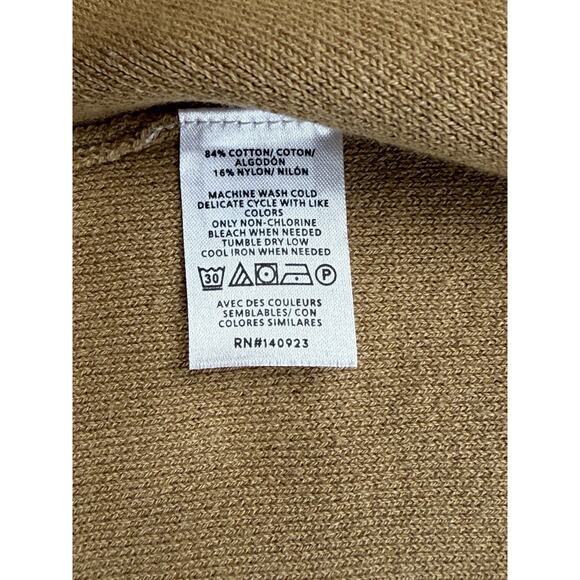 84% COTTON/ COTON/
ALGODÓN
16% NYLON/ NILÓN
MACHINE WASH COLD
DELICATE CYCLE WITH LIKE
COLORS
ONLY NON-CHLORINE
BLEACH WHEN NEEDED
TUMBLE DRY LOW
COOL IRON WHEN NEEDED
30 P
AVEC DES COULEURS
SEMBLABLES/ CON
COLORES SIMILARES
RN#140923